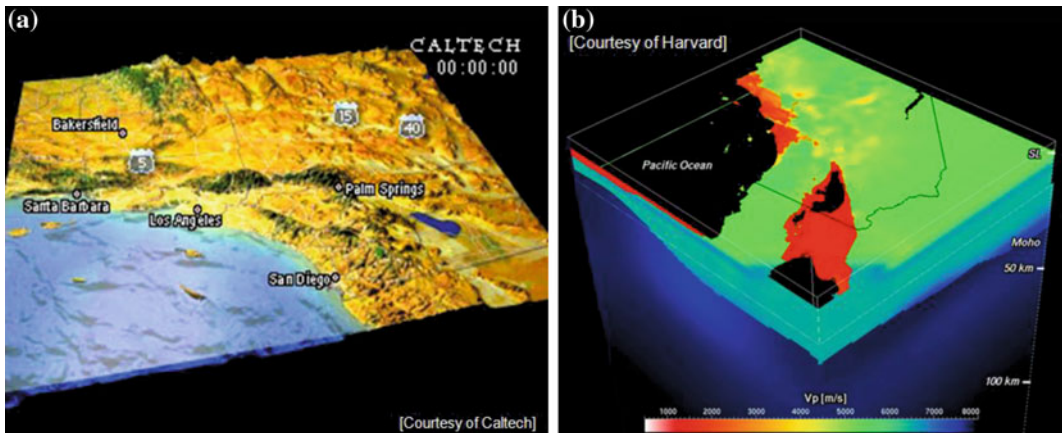 (a)
CALTECH
00:00:00
15
40
Bakersfield
5
Palm Springs
Santa Barbara
Los Angeles
San Diego
[Courtesy of Caltech]
(b)
[Courtesy of Harvard]
Pacific Ocean
SL
Moho
50 km
100 km
Vp [m/s]
1000 2000 3000 4000 5000 6000 7000 8000